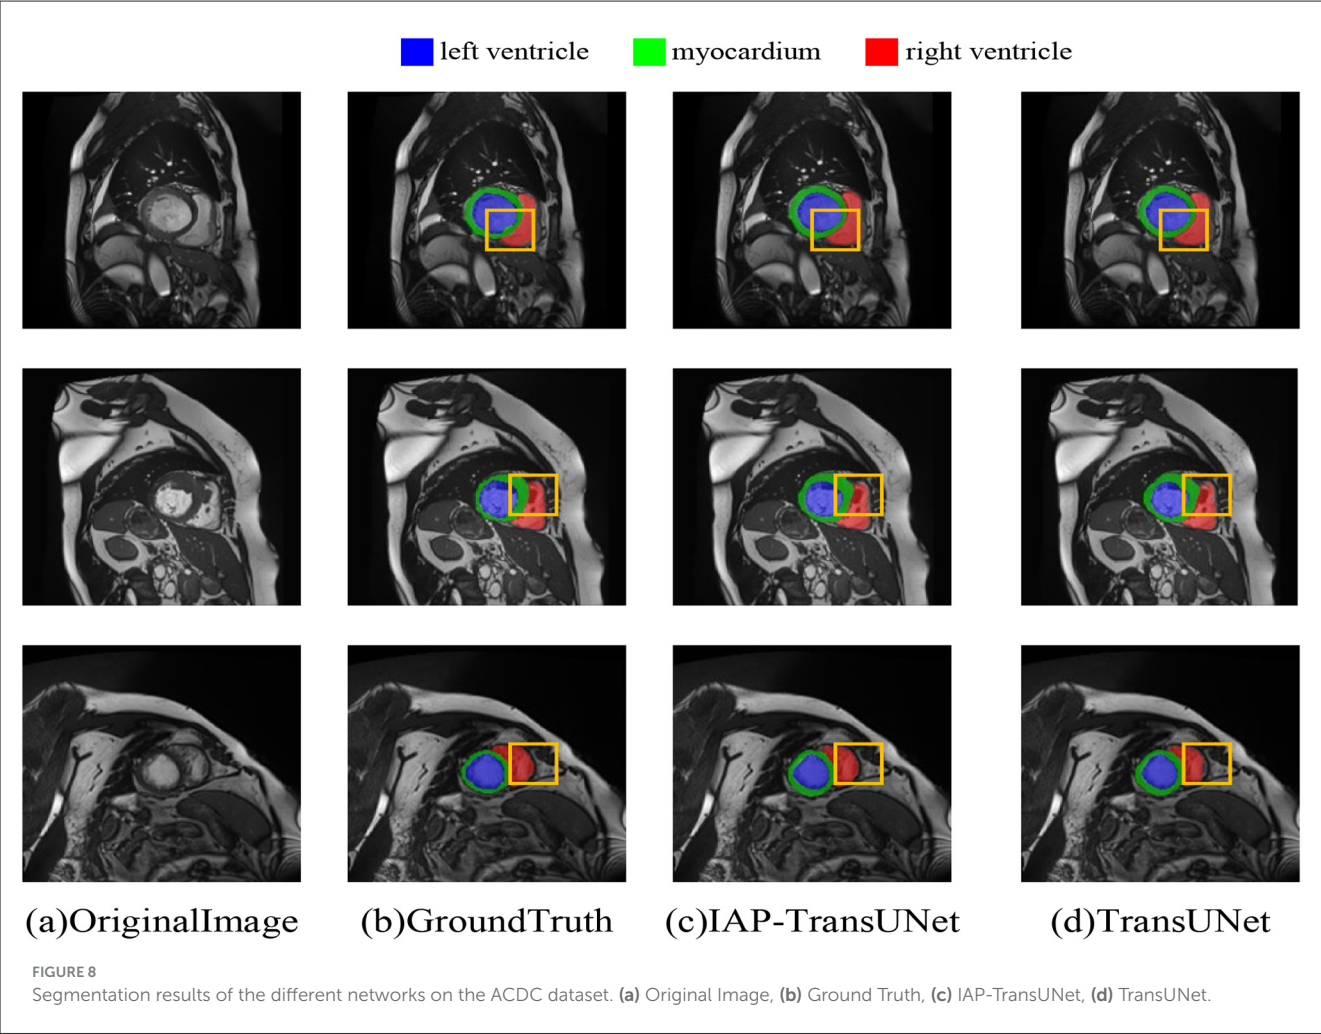 left ventricle myocardium right ventricle
(a)OriginalImage (b)GroundTruth (c)IAP-TransUNet (d)TransUNet
FIGURE 8
Segmentation results of the different networks on the ACDC dataset. (a) Original Image, (b) Ground Truth, (c) IAP-TransUNet, (d) TransUNet.